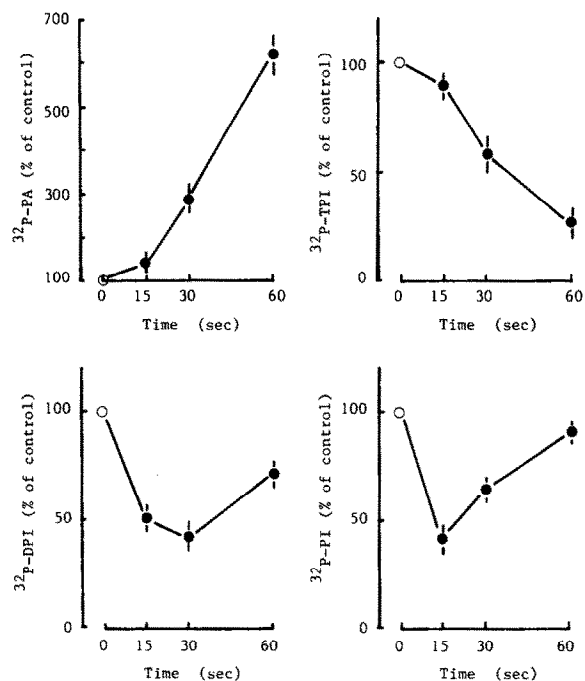 ³²P-PA (% of control)
700
500
300
100
0 15 30 60
Time (sec)
³²P-TPI (% of control)
100
50
0
0 15 30 60
Time (sec)
³²P-DPI (% of control)
100
50
0
0 15 30 60
Time (sec)
³²P-PI (% of control)
100
50
0
0 15 30 60
Time (sec)